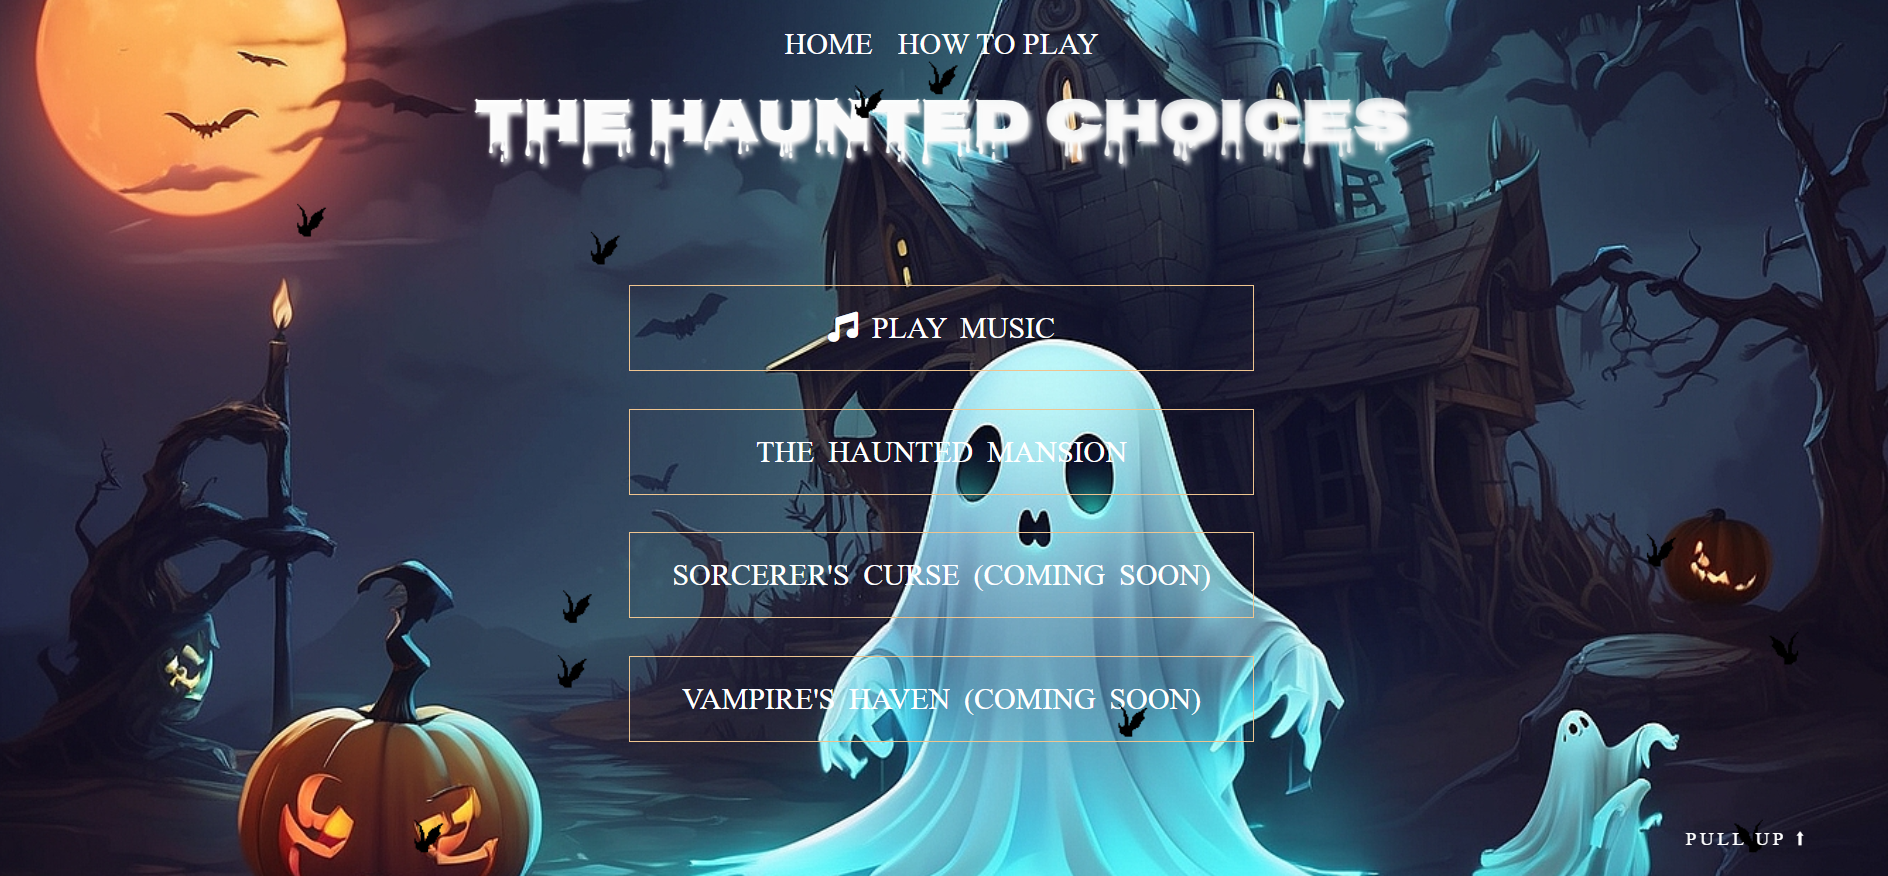 HOME HOW TO PLAY
THE HAUNTED CHOICES
PLAY MUSIC
THE HAUNTED MANSION
SORCERER'S CURSE (COMING SOON)
VAMPIRE'S HAVEN (COMING SOON)
PULL UP ⬆